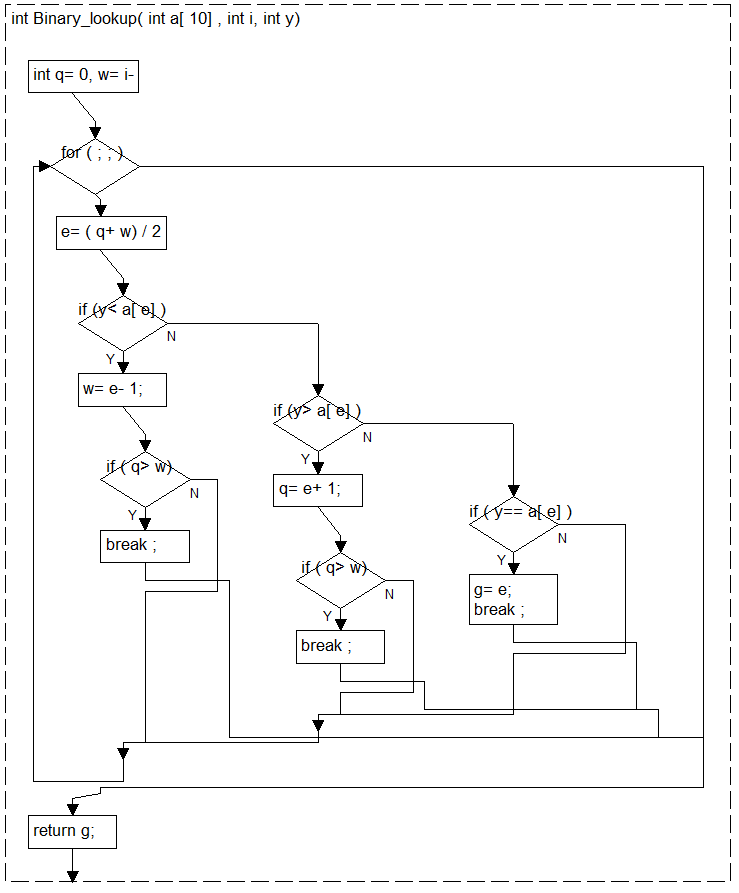 int Binary_lookup( int a[ 10] , int i, int y)
int q= 0, w= i-
for ( ; ; )
e= ( q+ w) / 2
if (y< a[ e] )
N
Y
w= e- 1;
if (y> a[ e] )
N
Y
if ( q> w)
N
Y
q= e+ 1;
if ( y== a[ e] )
N
Y
break ;
if ( q> w)
N
Y
g= e;
break ;
break ;
return g;